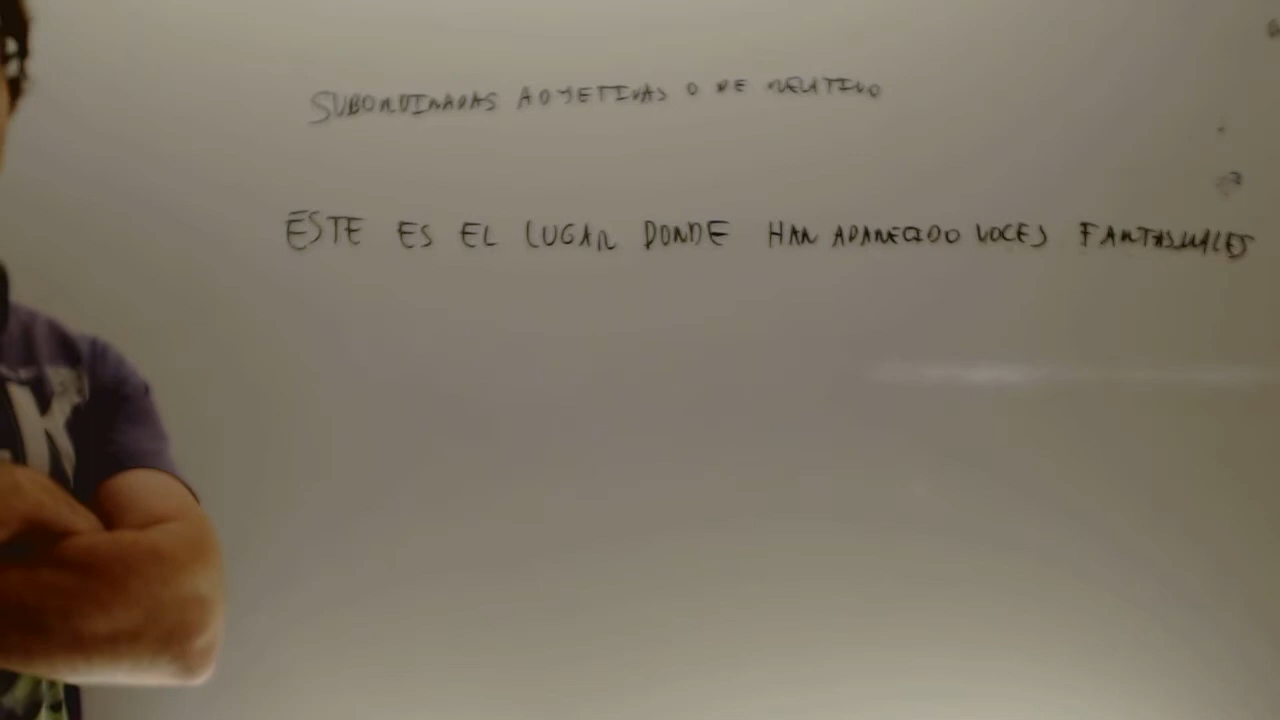 SUBORDINADAS ADJETIVAS O DE RELATIVO
ESTE ES EL LUGAR DONDE HAN APARECIDO VOCES FANTASMALES